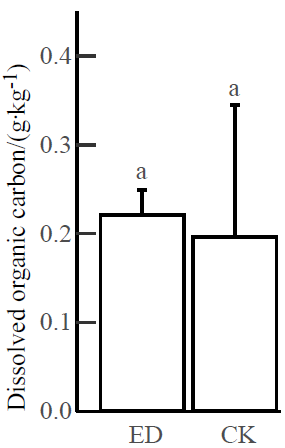 Dissolved organic carbon/(g·kg⁻¹)
0.4
0.3
0.2
0.1
0.0
a
a
ED
CK